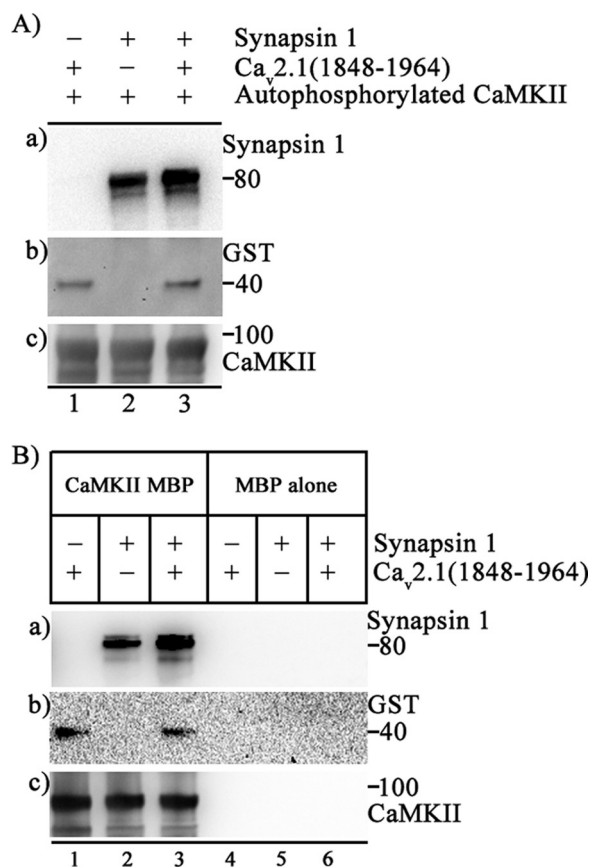 A)
− + + Synapsin 1
+ − + Caᵥ2.1(1848-1964)
+ + + Autophosphorylated CaMKII
a) Synapsin 1
-80
b) GST
-40
-100
c) CaMKII
1 2 3
B)
CaMKII MBP MBP alone
− + + − + + Synapsin 1
+ − + + − + Caᵥ2.1(1848-1964)
a) Synapsin 1
-80
b) GST
-40
c) -100
CaMKII
1 2 3 4 5 6